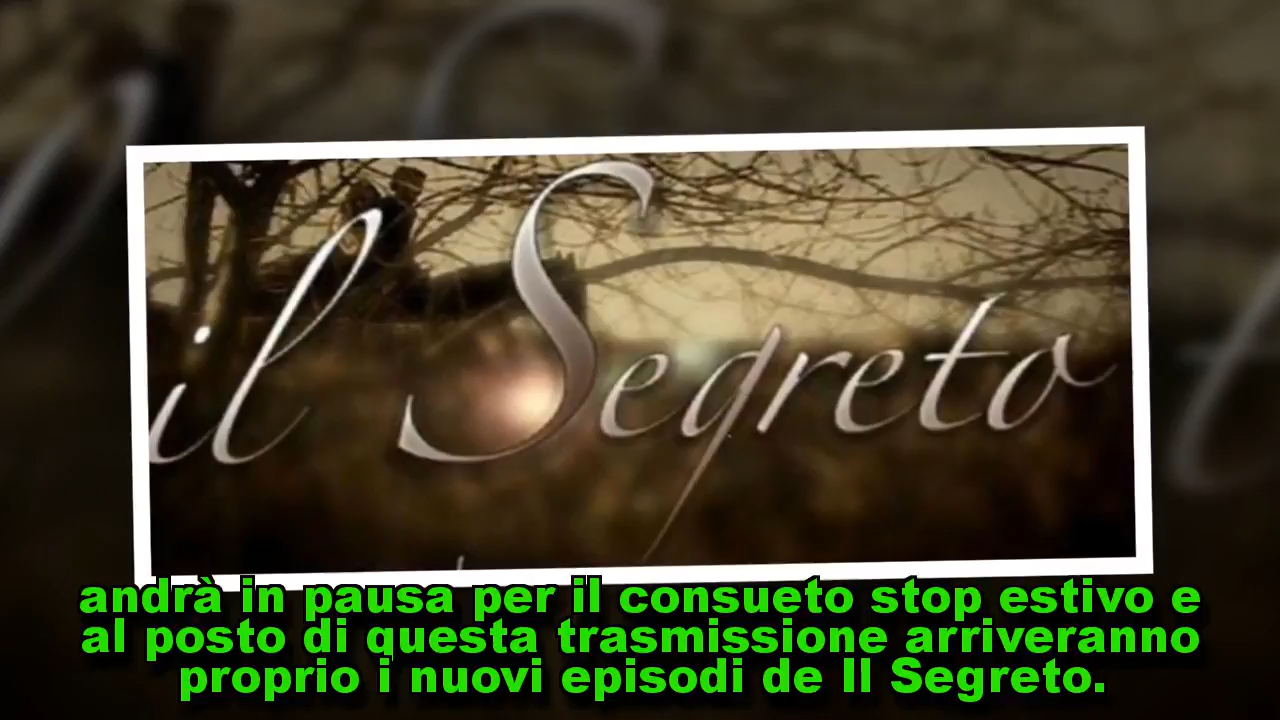 il Segreto
andrà in pausa per il consueto stop estivo e
al posto di questa trasmissione arriveranno
proprio i nuovi episodi de Il Segreto.